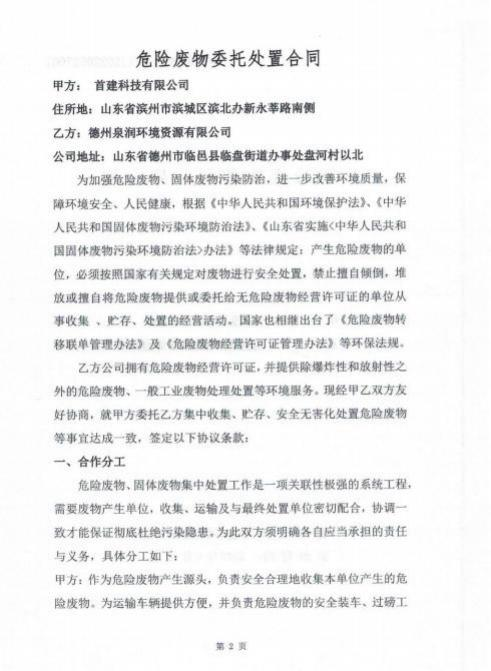 危险废物委托处置合同
甲方： 首建科技有限公司
住所地：山东省滨州市滨城区滨北办新永莘路南侧
乙方：德州泉润环境资源有限公司
公司地址：山东省德州市临邑县临盘街道办事处盘河村以北
为加强危险废物、固体废物污染防治，进一步改善环境质量，保
障环境安全、人民健康，根据《中华人民共和国环境保护法》、《中华
人民共和国固体废物污染环境防治法》、《山东省实施<中华人民共和
国固体废物污染环境防治法>办法》等法律规定：产生危险废物的单
位，必须按照国家有关规定对废物进行安全处置，禁止擅自倾倒，堆
放或擅自将危险废物提供或委托给无危险废物经营许可证的单位从
事收集 、贮存、处置的经营活动。国家也相继出台了《危险废物转
移联单管理办法》及《危险废物经营许可证管理办法》等环保法规。
乙方公司拥有危险废物经营许可证，并提供除爆炸性和放射性之
外的危险废物、一般工业废物处理处置等环境服务。现经甲乙双方友
好协商，就甲方委托乙方集中收集、贮存、安全无害化处置危险废物
等事宜达成一致，签定以下协议条款：
一、合作分工
危险废物、固体废物集中处置工作是一项关联性极强的系统工程，
需要废物产生单位，收集、运输及与最终处置单位密切配合，协调一
致才能保证彻底杜绝污染隐患。为此双方须明确各自应当承担的责任
与义务，具体分工如下：
甲方：作为危险废物产生源头，负责安全合理地收集本单位产生的危
险废物。为运输车辆提供方便，并负责危险废物的安全装车、过磅工
第 2 页